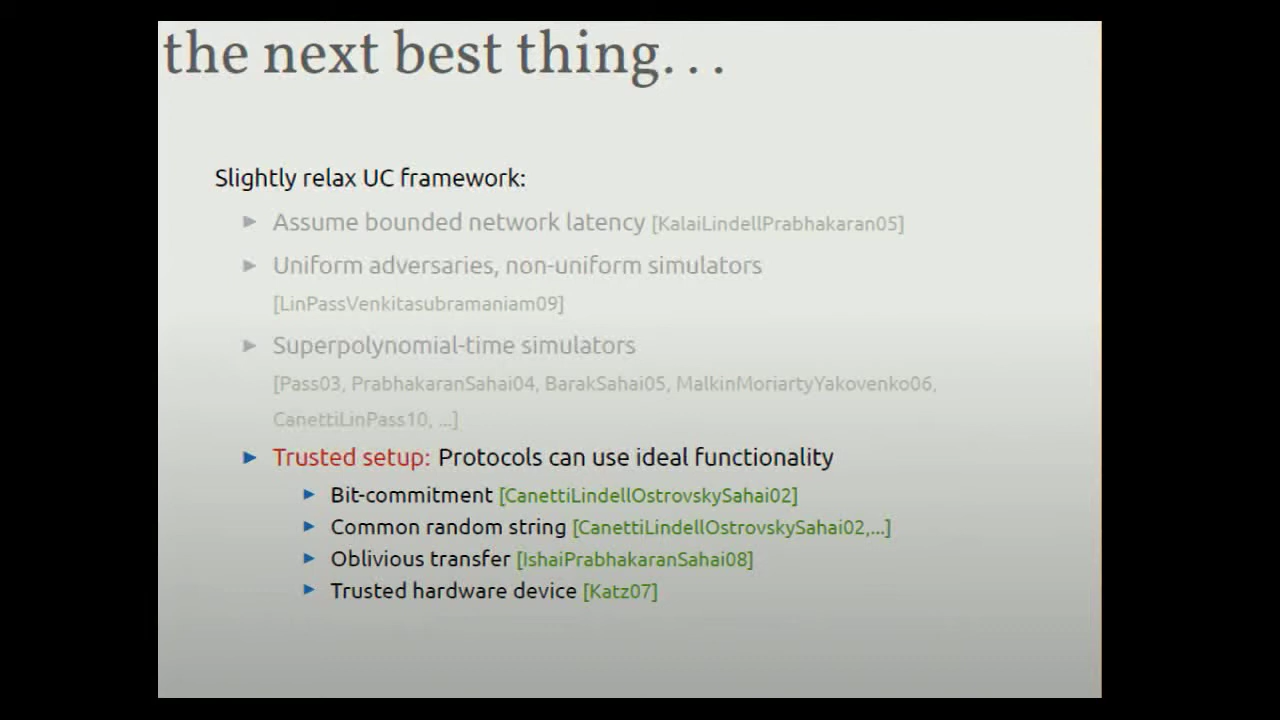 the next best thing...
Slightly relax UC framework:
► Assume bounded network latency [KalaiLindellPrabhakaran05]
► Uniform adversaries, non-uniform simulators
[LinPassVenkitasubramaniam09]
► Superpolynomial-time simulators
[Pass03, PrabhakaranSahai04, BarakSahai05, MalkinMoriartyYakovenko06,
CanettiLinPass10, ...]
► Trusted setup: Protocols can use ideal functionality
► Bit-commitment [CanettiLindellOstrovskySahai02]
► Common random string [CanettiLindellOstrovskySahai02,...]
► Oblivious transfer [IshaiPrabhakaranSahai08]
► Trusted hardware device [Katz07]